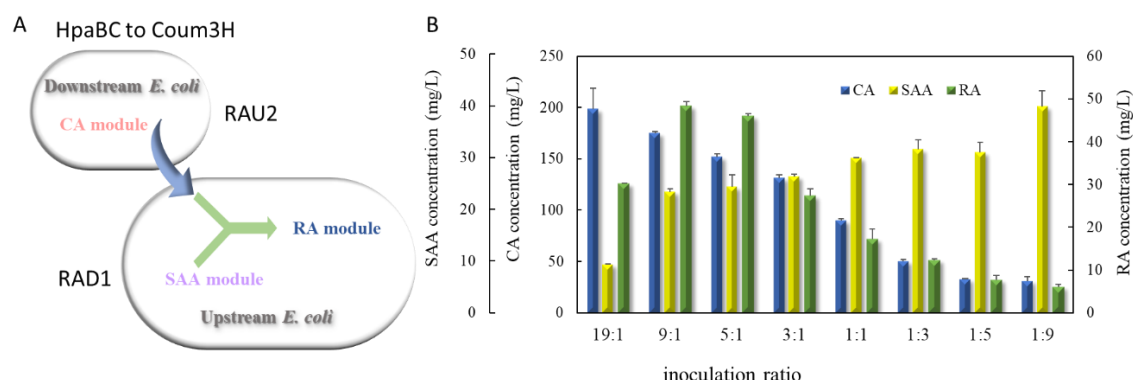 A
HpaBC to Coum3H
Downstream E. coli
CA module
RAU2
RA module
RAD1
SAA module
Upstream E. coli
B
SAA concentration (mg/L)
50
40
30
20
10
0
CA concentration (mg/L)
250
200
150
100
50
0
CA SAA RA
60
50
40
30
20
10
0
RA concentration (mg/L)
19:1 9:1 5:1 3:1 1:1 1:3 1:5 1:9
inoculation ratio